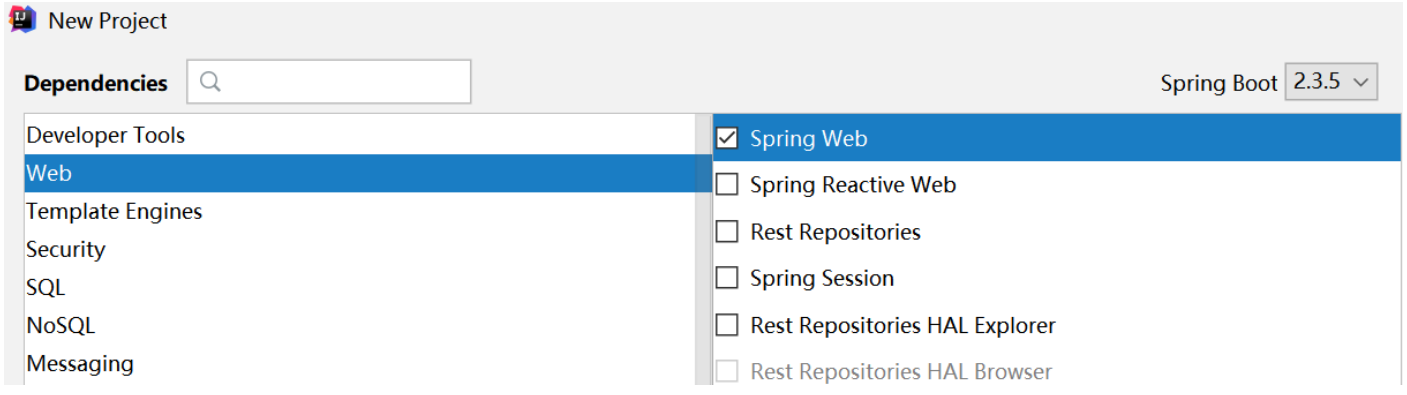 New Project
Dependencies
Spring Boot 2.3.5
Developer Tools
Web
Template Engines
Security
SQL
NoSQL
Messaging
Spring Web
Spring Reactive Web
Rest Repositories
Spring Session
Rest Repositories HAL Explorer
Rest Repositories HAL Browser